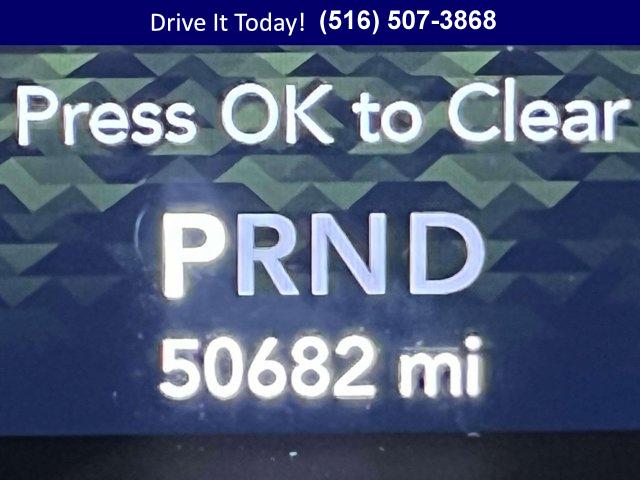 Drive It Today! (516) 507-3868
Press OK to Clear
PRND
50682 mi